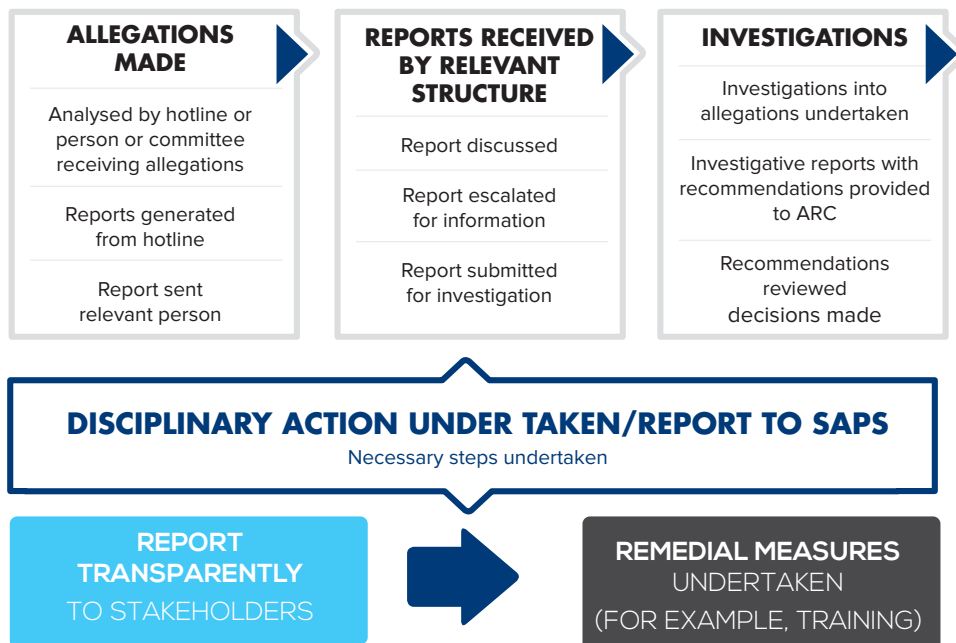 ALLEGATIONS
MADE
Analysed by hotline or
person or committee
receiving allegations
Reports generated
from hotline
Report sent
relevant person
REPORTS RECEIVED
BY RELEVANT
STRUCTURE
Report discussed
Report escalated
for information
Report submitted
for investigation
INVESTIGATIONS
Investigations into
allegations undertaken
Investigative reports with
recommendations provided
to ARC
Recommendations
reviewed
decisions made
DISCIPLINARY ACTION UNDER TAKEN/REPORT TO SAPS
Necessary steps undertaken
REPORT
TRANSPARENTLY
TO STAKEHOLDERS
REMEDIAL MEASURES
UNDERTAKEN
(FOR EXAMPLE, TRAINING)